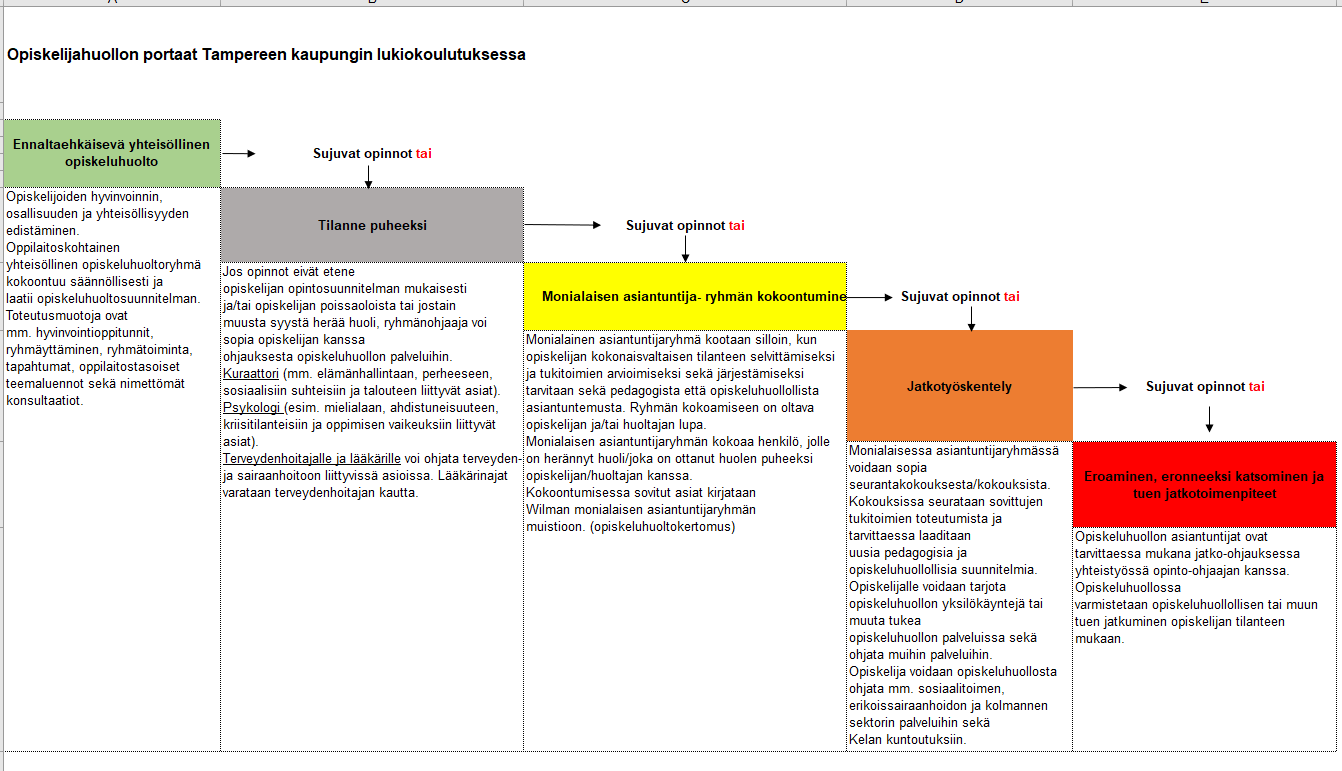 Opiskelijahuollon portaat Tampereen kaupungin lukiokoulutuksessa
Ennaltaehkäisevä yhteisöllinen
opiskeluhuolto
Sujuvat opinnot tai
Opiskelijoiden hyvinvoinnin,
osallisuuden ja yhteisöllisyyden
edistäminen.
Oppilaitoskohtainen
yhteisöllinen opiskeluhuoltoryhmä
kokoontuu säännöllisesti ja
laatii opiskeluhuoltosuunnitelman.
Toteutusmuotoja ovat
mm. hyvinvointioppitunnit,
ryhmäyttäminen, ryhmätoiminta,
tapahtumat, oppilaitostasoiset
teemaluennot sekä nimettömät
konsultaatiot.
Tilanne puheeksi
Sujuvat opinnot tai
Jos opinnot eivät etene
opiskelijan opintosuunnitelman mukaisesti
ja/tai opiskelijan poissaoloista tai jostain
muusta syystä herää huoli, ryhmänohjaaja voi
sopia opiskelijan kanssa
ohjauksesta opiskeluhuollon palveluihin.
Kuraattori (mm. elämänhallintaan, perheeseen,
sosiaalisiin suhteisiin ja talouteen liittyvät asiat).
Psykologi (esim. mielialaan, ahdistuneisuuteen,
kriisitilanteisiin ja oppimisen vaikeuksiin liittyvät
asiat).
Terveydenhoitajalle ja lääkärille voi ohjata terveyden-
ja sairaanhoitoon liittyvissä asioissa. Lääkärinajat
varataan terveydenhoitajan kautta.
Monialaisen asiantuntija- ryhmän kokoontumine
Sujuvat opinnot tai
Monialainen asiantuntijaryhmä kootaan silloin, kun
opiskelijan kokonaisvaltaisen tilanteen selvittämiseksi
ja tukitoimien arvioimiseksi sekä järjestämiseksi
tarvitaan sekä pedagogista että opiskeluhuollollista
asiantuntemusta. Ryhmän kokoamiseen on oltava
opiskelijan ja/tai huoltajan lupa.
Monialaisen asiantuntijaryhmän kokoaa henkilö, jolle
on herännyt huoli/joka on ottanut huolen puheeksi
opiskelijan/huoltajan kanssa.
Kokoontumisessa sovitut asiat kirjataan
Wilman monialaisen asiantuntijaryhmän
muistioon. (opiskeluhuoltokertomus)
Jatkotyöskentely
Sujuvat opinnot tai
Monialaisessa asiantuntijaryhmässä
voidaan sopia
seurantakokouksesta/kokouksista.
Kokouksissa seurataan sovittujen
tukitoimien toteutumista ja
tarvittaessa laaditaan
uusia pedagogisia ja
opiskeluhuollollisia suunnitelmia.
Opiskelijalle voidaan tarjota
opiskeluhuollon yksilökäyntejä tai
muuta tukea
opiskeluhuollon palveluissa sekä
ohjata muihin palveluihin.
Opiskelija voidaan opiskeluhuollosta
ohjata mm. sosiaalitoimen,
erikoissairaanhoidon ja kolmannen
sektorin palveluihin sekä
Kelan kuntoutuksiin.
Eroaminen, eronneeksi katsominen ja
tuen jatkotoimenpiteet
Opiskeluhuollon asiantuntijat ovat
tarvittaessa mukana jatko-ohjauksessa
yhteistyössä opinto-ohjaajan kanssa.
Opiskeluhuollossa
varmistetaan opiskeluhuollollisen tai muun
tuen jatkuminen opiskelijan tilanteen
mukaan.